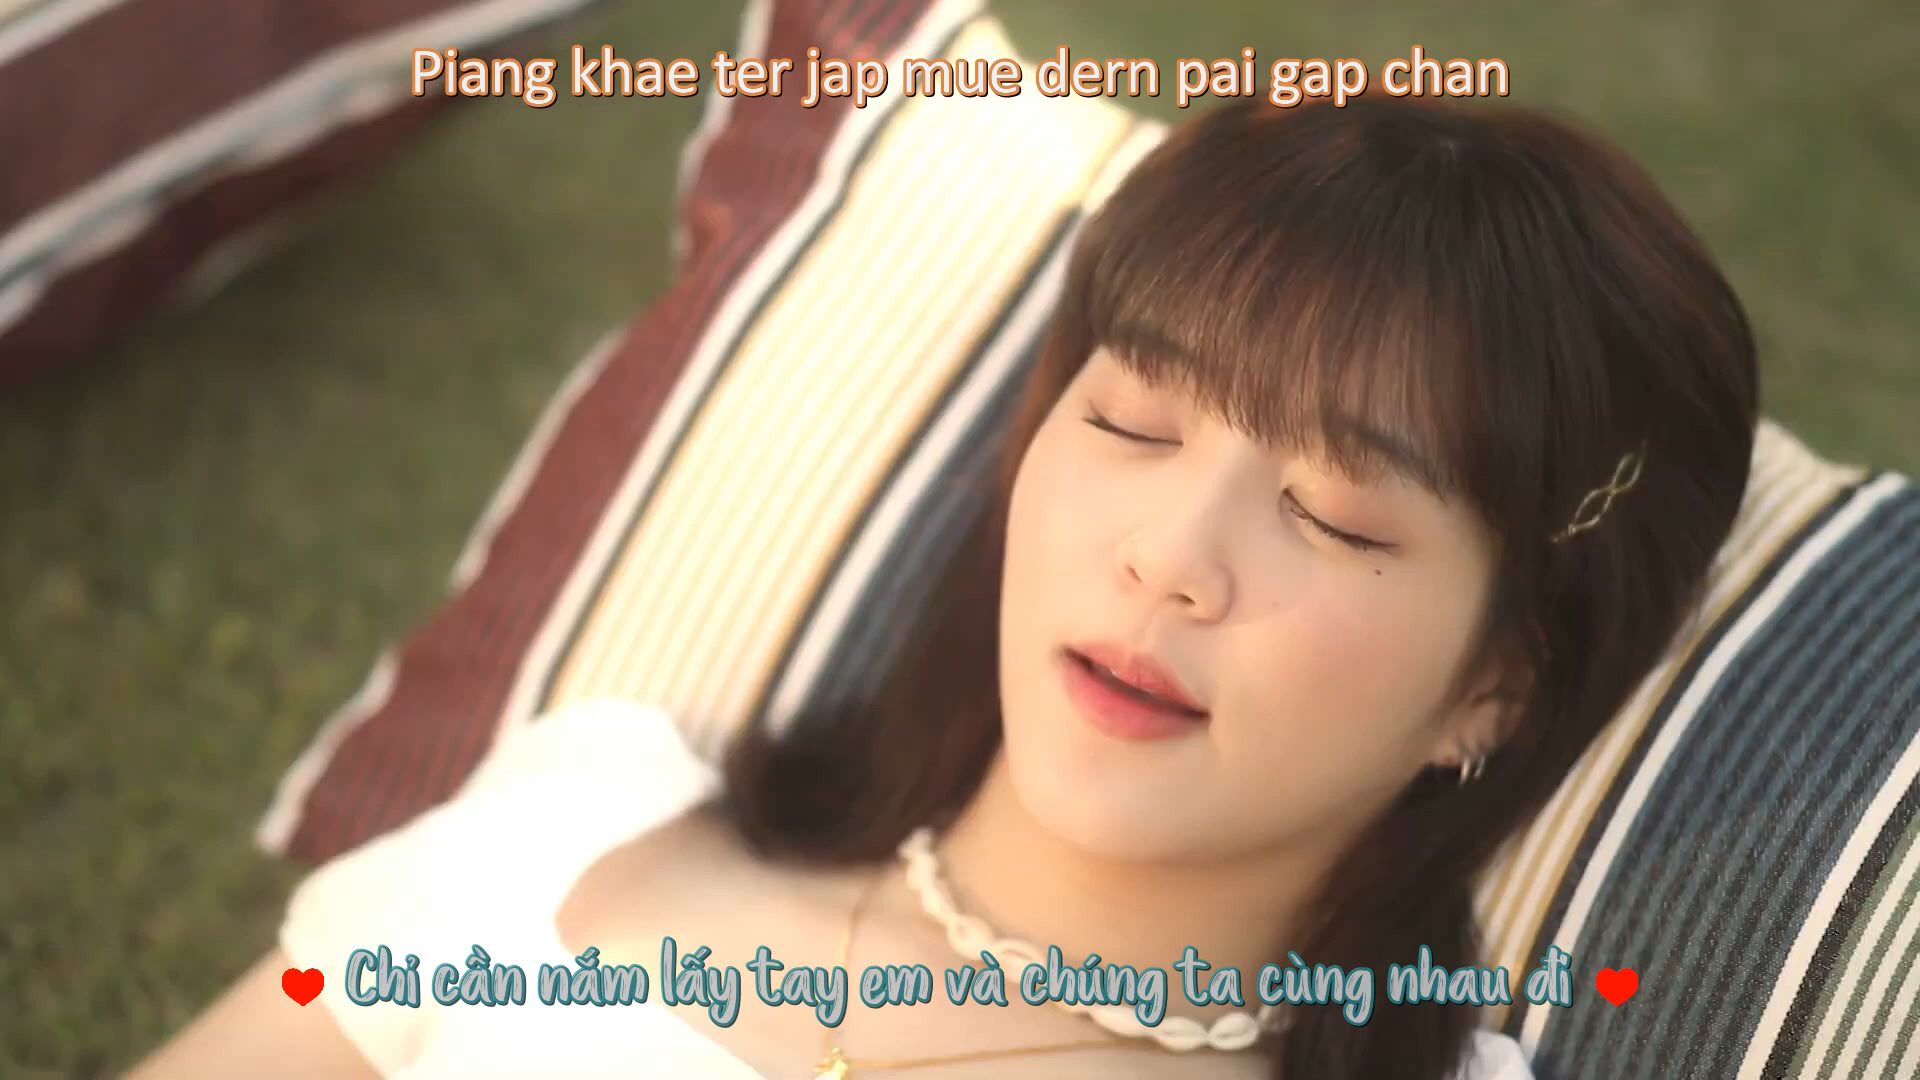 Piang khae ter jap mue dern pai gap chan
Chỉ cần nắm lấy tay em và chúng ta cùng nhau đi